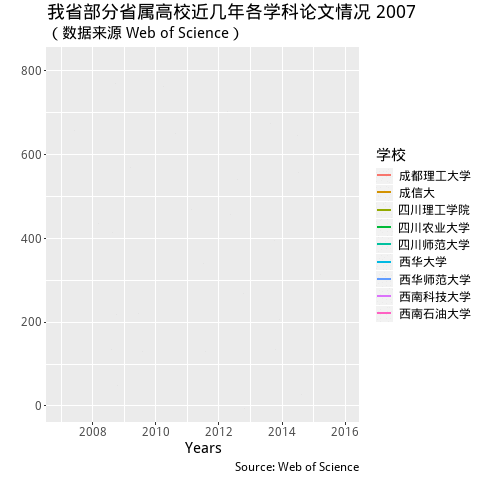 我省部分省属高校近几年各学科论文情况 2007
（数据来源 Web of Science）
800
600
400
200
0
2008 2010 2012 2014 2016
Years
Source: Web of Science
学校
成都理工大学
成信大
四川理工学院
四川农业大学
四川师范大学
西华大学
西华师范大学
西南科技大学
西南石油大学